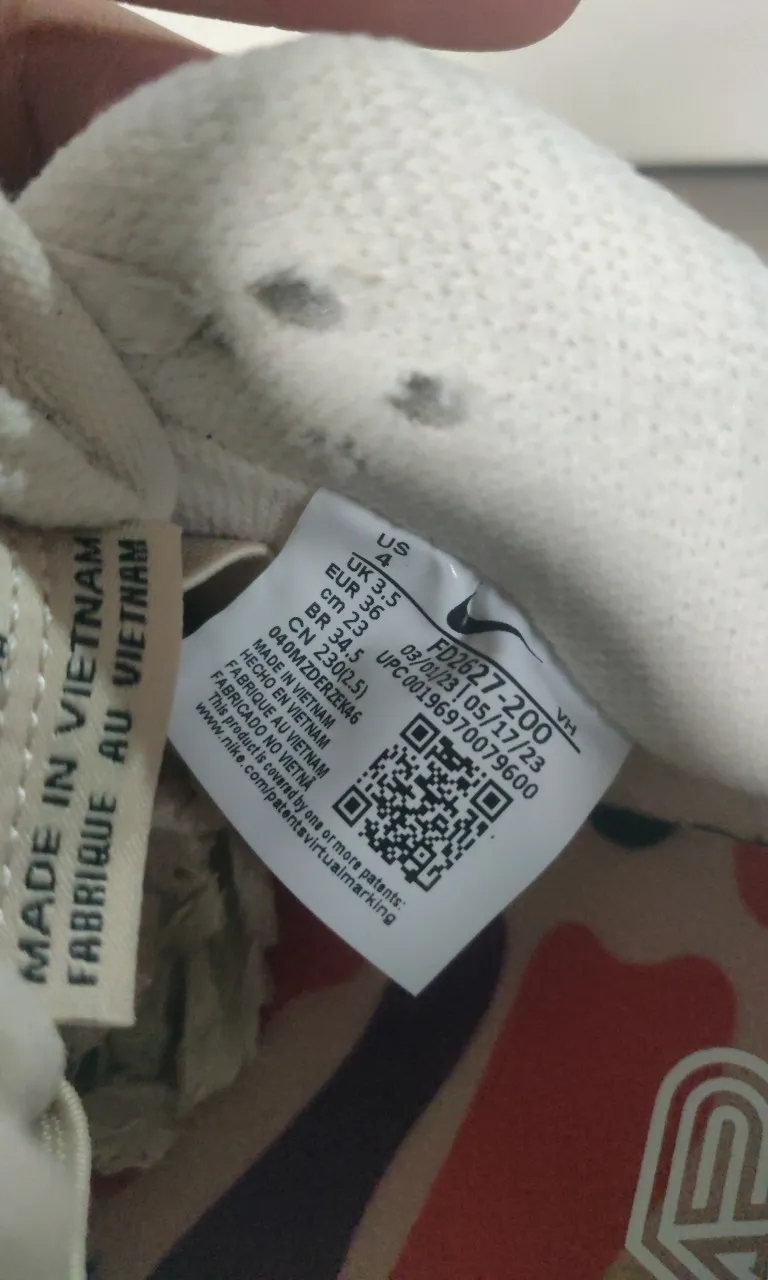 US
4
UK 3.5
EUR 36
cm 23
BR 34.5
CN 230(2.5)
040MZDERZEK46
MADE IN VIETNAM
HECHO EN VIETNAM
FABRIQUE AU VIETNAM
FABRICADO NO VIETNÃ
This product is covered by one or more patents:
www.nike.com/patentsvirtualmarking
FD2627-200
VH
03/01/23 | 05/17/23
UPC00196970079600
MADE IN VIETNAM
FABRIQUE AU VIETNAM